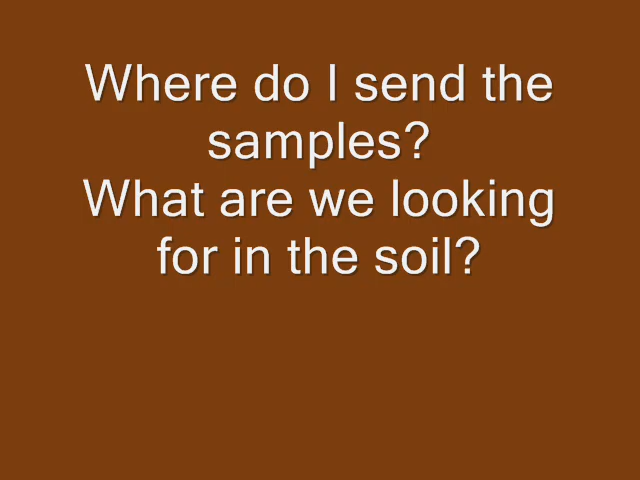 Where do I send the
samples?
What are we looking
for in the soil?